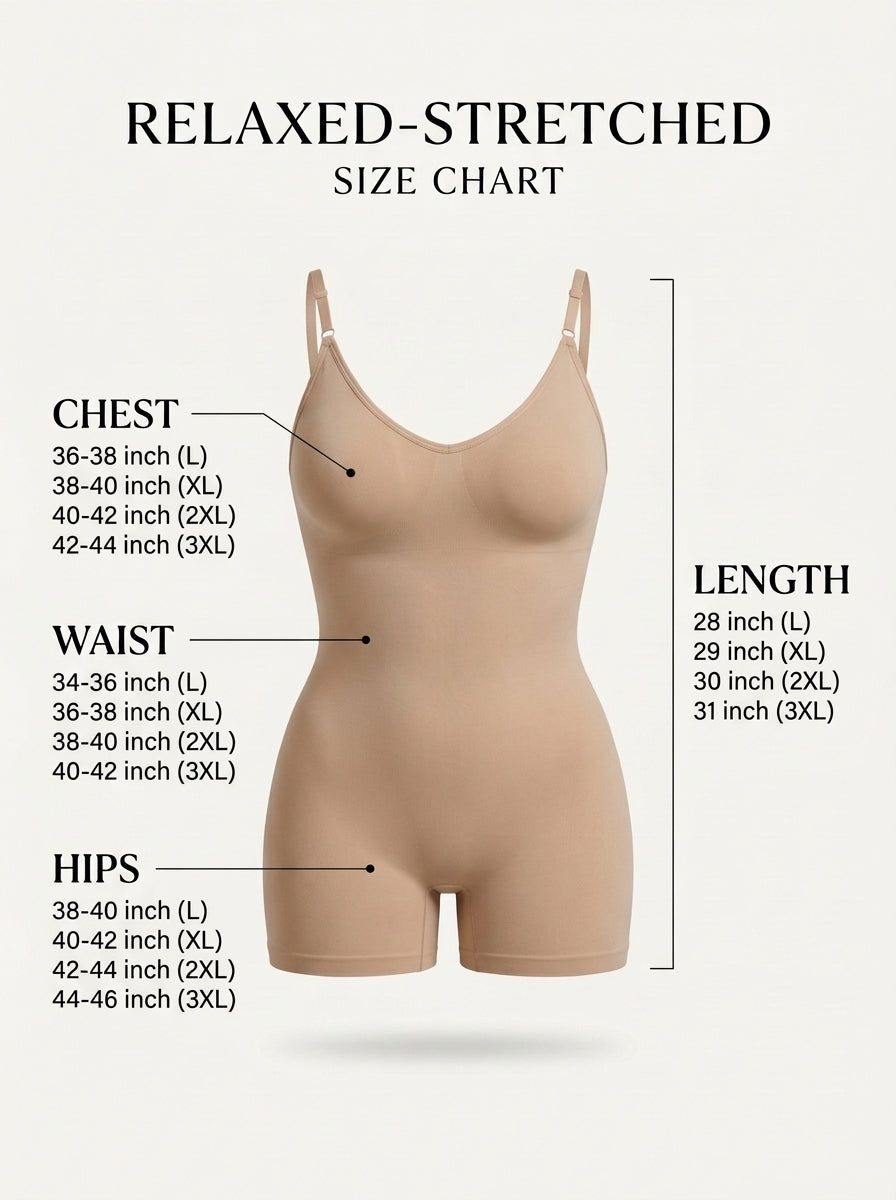 RELAXED-STRETCHED
SIZE CHART
CHEST
36-38 inch (L)
38-40 inch (XL)
40-42 inch (2XL)
42-44 inch (3XL)
WAIST
34-36 inch (L)
36-38 inch (XL)
38-40 inch (2XL)
40-42 inch (3XL)
HIPS
38-40 inch (L)
40-42 inch (XL)
42-44 inch (2XL)
44-46 inch (3XL)
LENGTH
28 inch (L)
29 inch (XL)
30 inch (2XL)
31 inch (3XL)